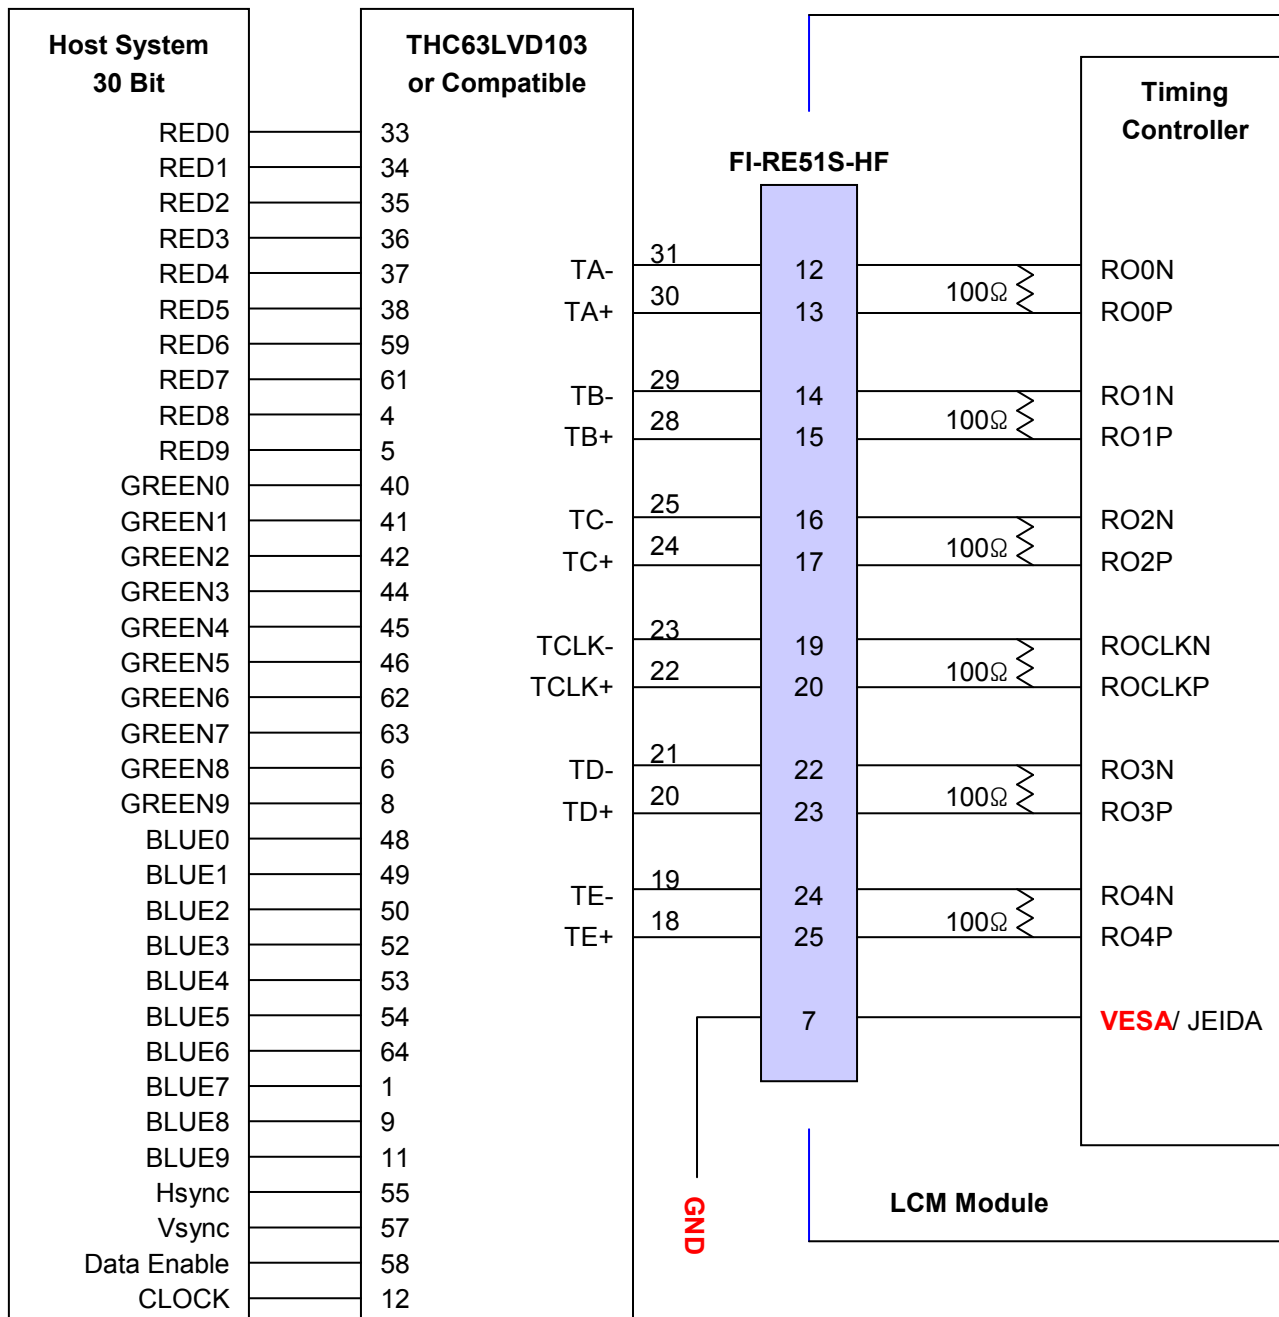 Host System
30 Bit
RED0
RED1
RED2
RED3
RED4
RED5
RED6
RED7
RED8
RED9
GREEN0
GREEN1
GREEN2
GREEN3
GREEN4
GREEN5
GREEN6
GREEN7
GREEN8
GREEN9
BLUE0
BLUE1
BLUE2
BLUE3
BLUE4
BLUE5
BLUE6
BLUE7
BLUE8
BLUE9
Hsync
Vsync
Data Enable
CLOCK
THC63LVD103
or Compatible
33
34
35
36
37
38
59
61
4
5
40
41
42
44
45
46
62
63
6
8
48
49
50
52
53
54
64
1
9
11
55
57
58
12
TA-
TA+
TB-
TB+
TC-
TC+
TCLK-
TCLK+
TD-
TD+
TE-
TE+
31
30
29
28
25
24
23
22
21
20
19
18
GND
FI-RE51S-HF
12
13
14
15
16
17
19
20
22
23
24
25
7
100Ω
100Ω
100Ω
100Ω
100Ω
100Ω
Timing
Controller
RO0N
RO0P
RO1N
RO1P
RO2N
RO2P
ROCLKN
ROCLKP
RO3N
RO3P
RO4N
RO4P
VESA/ JEIDA
LCM Module